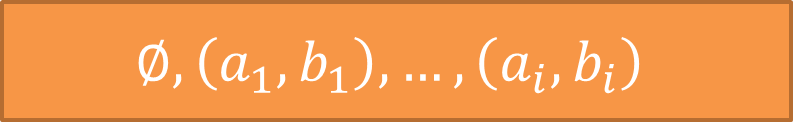 ∅, (𝑎₁, 𝑏₁), … , (𝑎ᵢ, 𝑏ᵢ)